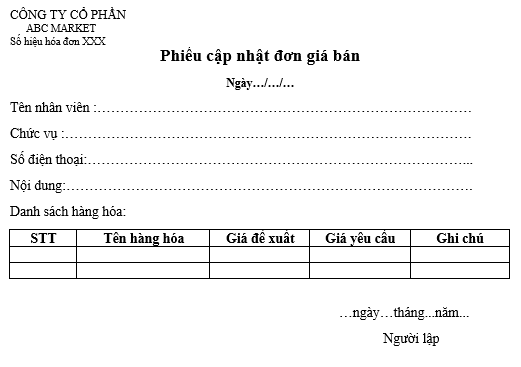 CÔNG TY CỔ PHẦN
ABC MARKET
Số hiệu hóa đơn XXX
Phiếu cập nhật đơn giá bán
Ngày…/…/…
Tên nhân viên :…………………………………………………………………………
Chức vụ :………………………………………………………………………………
Số điện thoại:…………………………………………………………………………...
Nội dung:………………………………………………………………………………
Danh sách hàng hóa:
STT Tên hàng hóa Giá đề xuất Giá yêu cầu Ghi chú
…ngày…tháng...năm...
Người lập